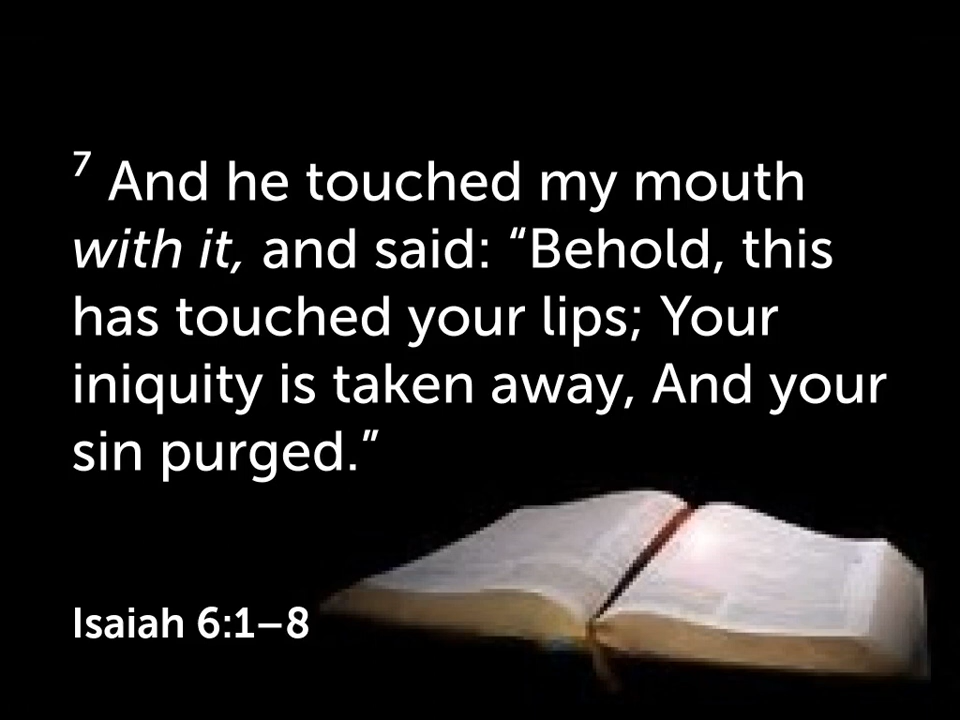 ⁷ And he touched my mouth
with it, and said: “Behold, this
has touched your lips; Your
iniquity is taken away, And your
sin purged.”
Isaiah 6:1–8